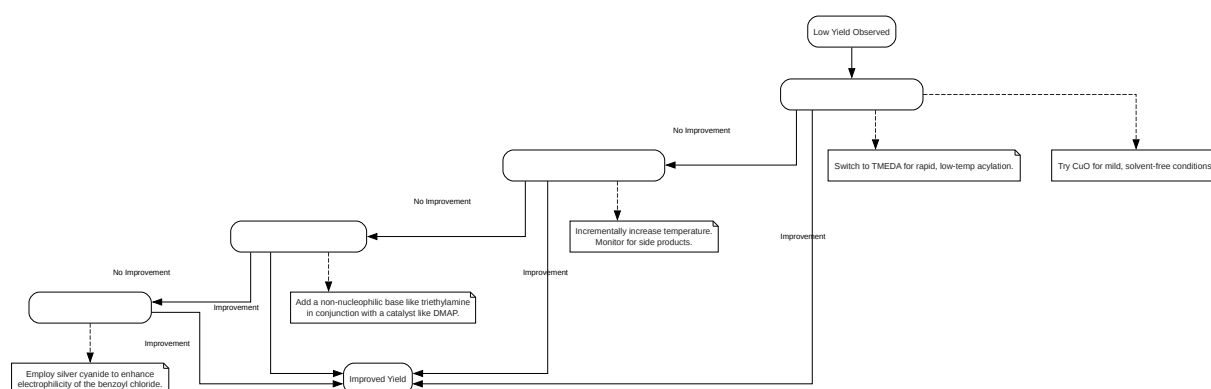 Low Yield Observed
No Improvement
Switch to TMEDA for rapid, low-temp acylation.
Try CuO for mild, solvent-free conditions
No Improvement
Incrementally increase temperature.
Monitor for side products.
Improvement
No Improvement
Improvement
Add a non-nucleophilic base like triethylamine
in conjunction with a catalyst like DMAP.
Improvement
Improvement
Employ silver cyanide to enhance
electrophilicity of the benzoyl chloride.
Improved Yield